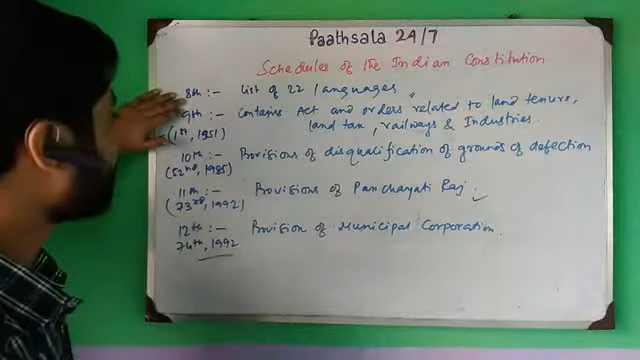 Paathsala 24/7
Schedules of the Indian Constitution
8th :- List of 22 languages,
9th :- Contains Act and orders related to land tenure,
(1st, 1951) land tax, railways & Industries.
10th :- Provisions of disqualification of grounds of defection
(52nd, 1985)
11th :- Provisions of Panchayati Raj
(73rd, 1992)
12th :- Provision of Municipal Corporation.
74th, 1992